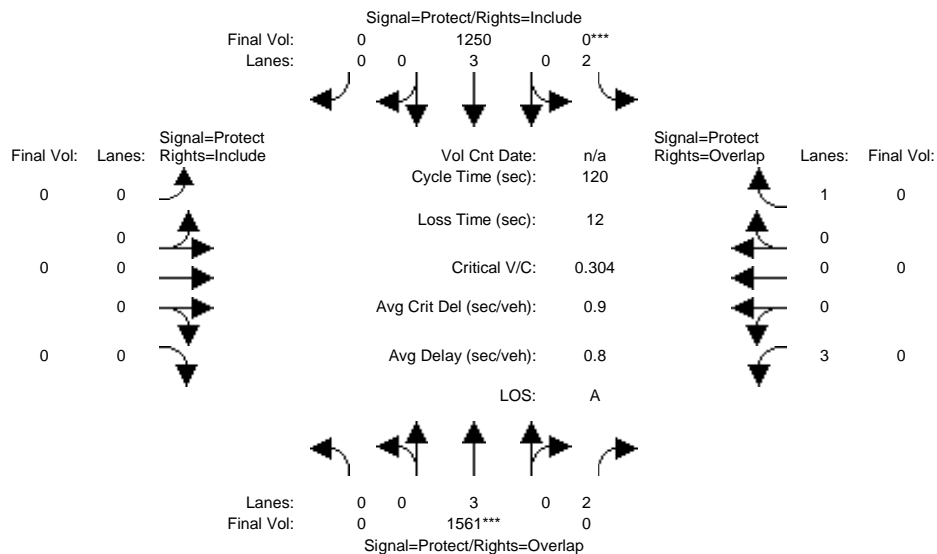 Signal=Protect/Rights=Include
Final Vol: 0 1250 0***
Lanes: 0 0 3 0 2
Signal=Protect
Final Vol: Lanes: Rights=Include
Vol Cnt Date: n/a
Signal=Protect
Rights=Overlap Lanes: Final Vol:
Cycle Time (sec): 120
0 0
1 0
Loss Time (sec): 12
0
0
0 0
Critical V/C: 0.304
0 0
0
Avg Crit Del (sec/veh): 0.9
0
0 0
Avg Delay (sec/veh): 0.8
3 0
LOS: A
Lanes: 0 0 3 0 2
Final Vol: 0 1561*** 0
Signal=Protect/Rights=Overlap